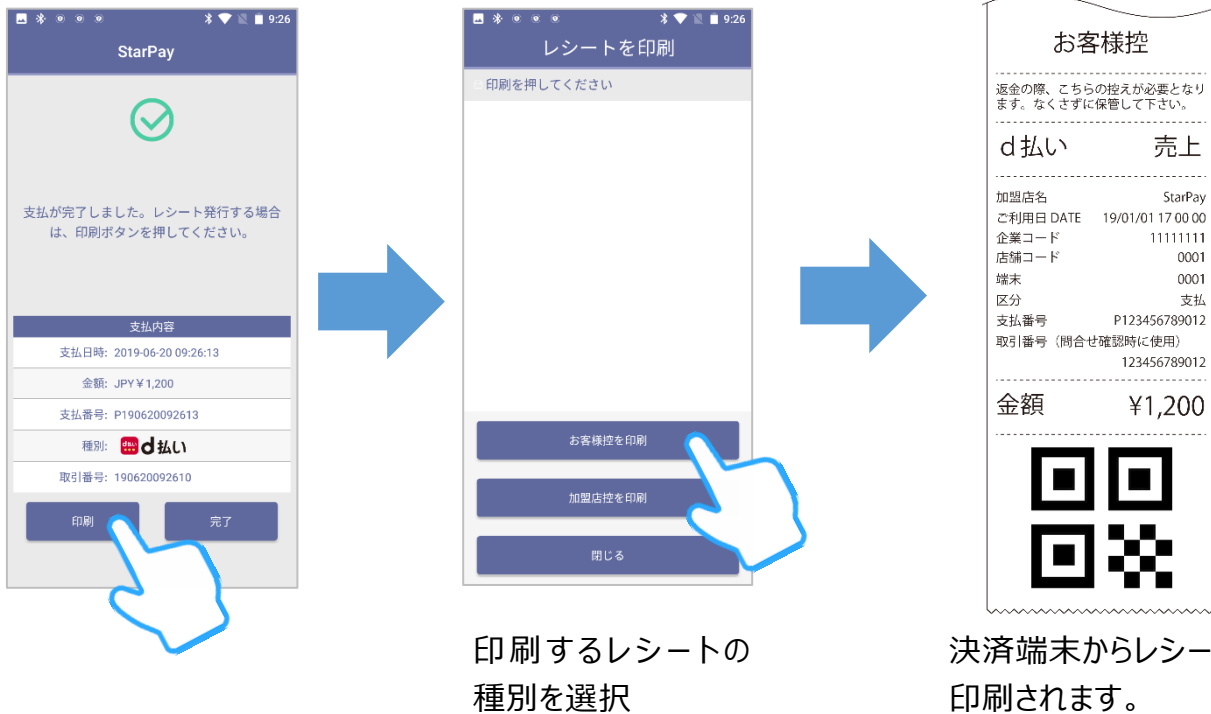 9:26
StarPay
支払が完了しました。レシート発行する場合
は、印刷ボタンを押してください。
支払内容
支払日時: 2019-06-20 09:26:13
金額: JPY¥1,200
支払番号: P190620092613
種別: d払い d払い
取引番号: 190620092610
印刷
完了
9:26
レシートを印刷
印刷を押してください
お客様控を印刷
加盟店控を印刷
閉じる
印刷するレシートの
種別を選択
お客様控
返金の際、こちらの控えが必要となり
ます。なくさずに保管して下さい。
d払い 売上
加盟店名 StarPay
ご利用日 DATE 19/01/01 17 00 00
企業コード 11111111
店舗コード 0001
端末 0001
区分 支払
支払番号 P123456789012
取引番号（問合せ確認時に使用）
123456789012
金額 ¥1,200
決済端末からレシー
印刷されます。